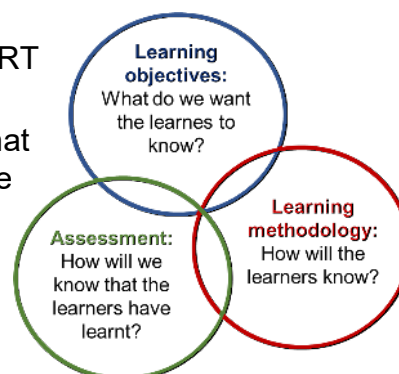 RT
Learning
objectives:
What do we want
the learnes to
know?
Learning
methodology:
How will the
learners know?
Assessment:
How will we
know that the
learners have
learnt?